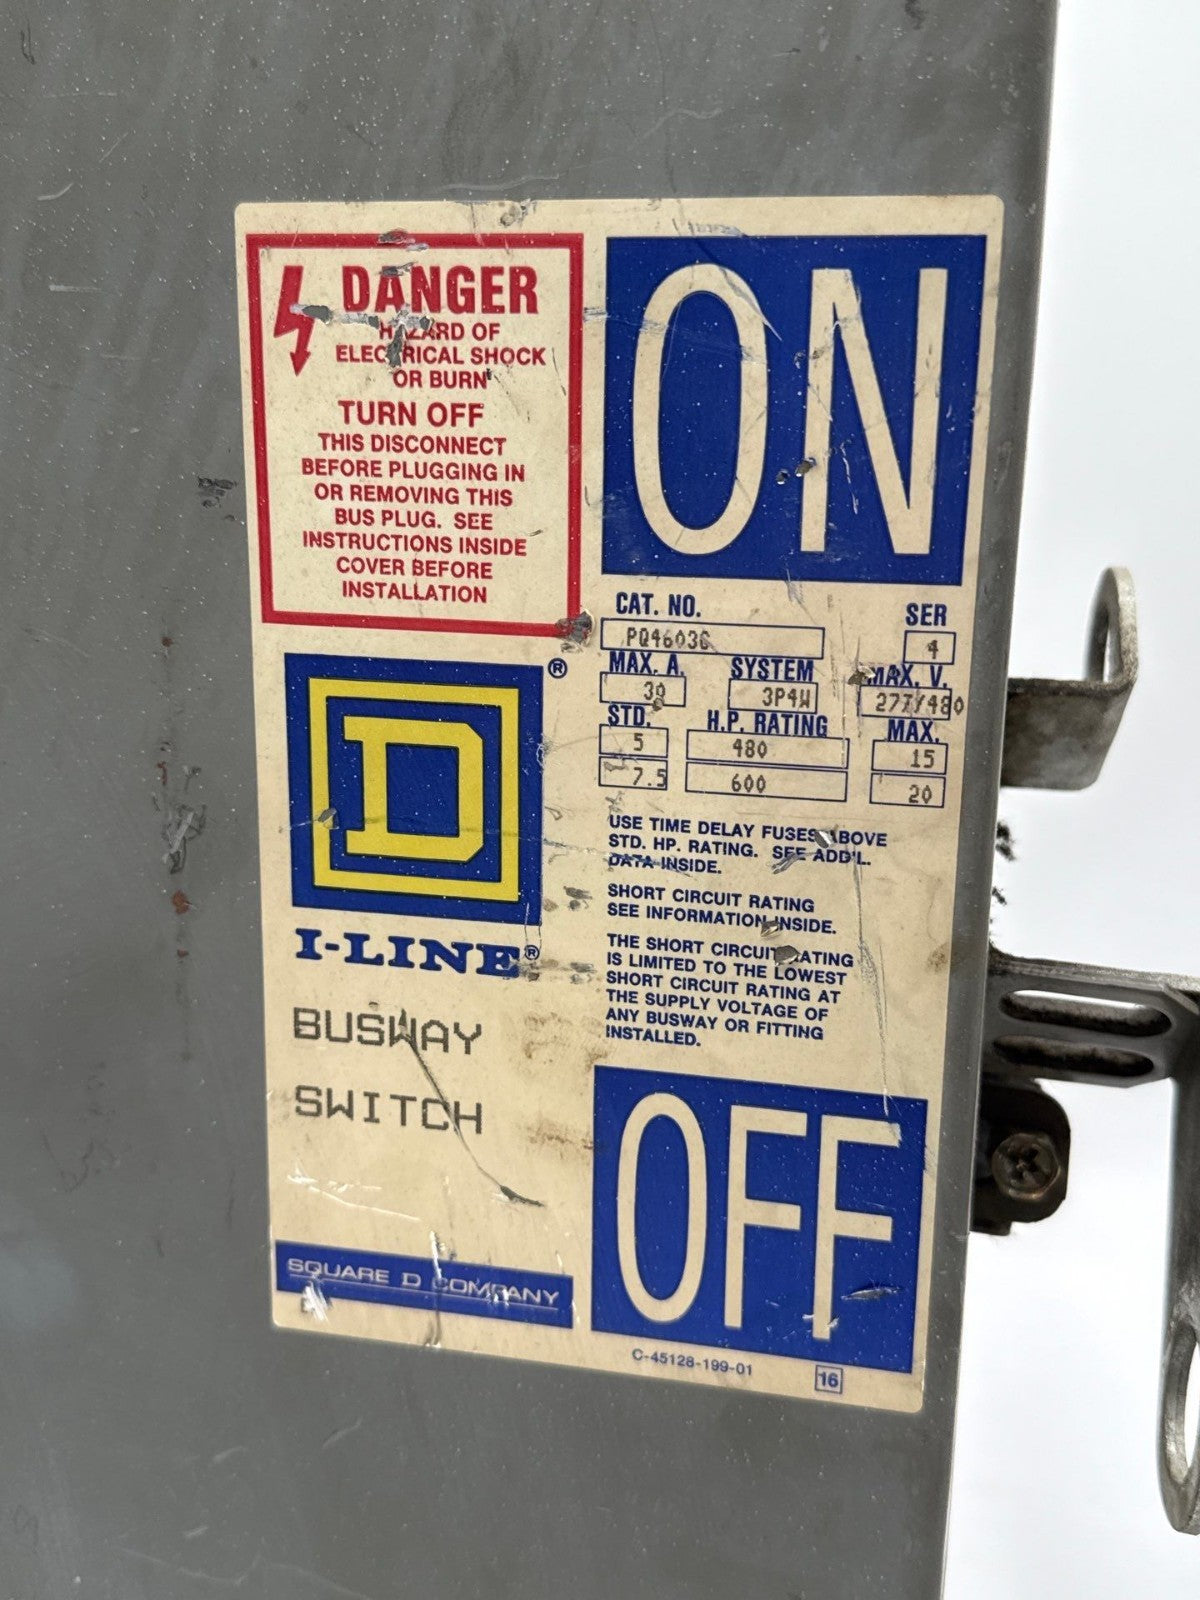 DANGER
HAZARD OF
ELECTRICAL SHOCK
OR BURN
TURN OFF
THIS DISCONNECT
BEFORE PLUGGING IN
OR REMOVING THIS
BUS PLUG. SEE
INSTRUCTIONS INSIDE
COVER BEFORE
INSTALLATION
D ®
I-LINE®
BUSWAY
SWITCH
SQUARE D COMPANY
ON
CAT. NO. SER
PQ4603G 4
MAX. A. SYSTEM MAX. V.
30 3P4W 277/480
STD. H.P. RATING MAX.
5 480 15
7.5 600 20
USE TIME DELAY FUSES ABOVE
STD. HP. RATING. SEE ADD'L.
DATA INSIDE.
SHORT CIRCUIT RATING
SEE INFORMATION INSIDE.
THE SHORT CIRCUIT RATING
IS LIMITED TO THE LOWEST
SHORT CIRCUIT RATING AT
THE SUPPLY VOLTAGE OF
ANY BUSWAY OR FITTING
INSTALLED.
OFF
C-45128-199-01 16